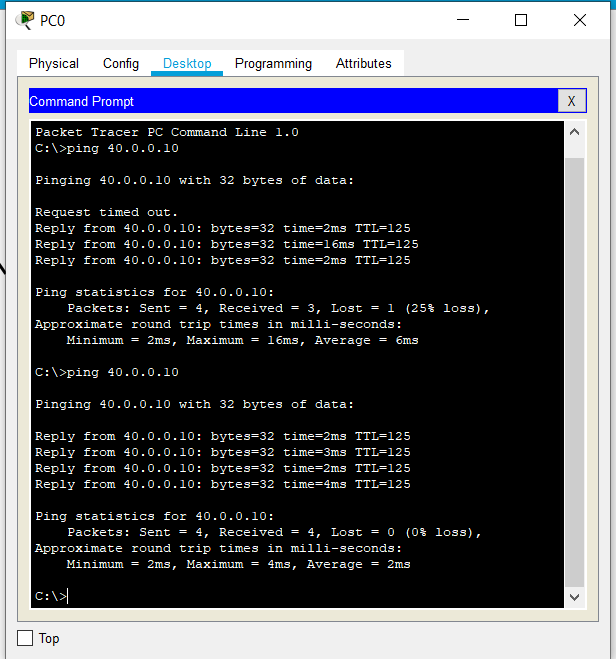 PC0
Physical Config Desktop Programming Attributes
Command Prompt
X
Packet Tracer PC Command Line 1.0
C:\>ping 40.0.0.10
Pinging 40.0.0.10 with 32 bytes of data:
Request timed out.
Reply from 40.0.0.10: bytes=32 time=2ms TTL=125
Reply from 40.0.0.10: bytes=32 time=16ms TTL=125
Reply from 40.0.0.10: bytes=32 time=2ms TTL=125
Ping statistics for 40.0.0.10:
Packets: Sent = 4, Received = 3, Lost = 1 (25% loss),
Approximate round trip times in milli-seconds:
Minimum = 2ms, Maximum = 16ms, Average = 6ms
C:\>ping 40.0.0.10
Pinging 40.0.0.10 with 32 bytes of data:
Reply from 40.0.0.10: bytes=32 time=2ms TTL=125
Reply from 40.0.0.10: bytes=32 time=3ms TTL=125
Reply from 40.0.0.10: bytes=32 time=2ms TTL=125
Reply from 40.0.0.10: bytes=32 time=4ms TTL=125
Ping statistics for 40.0.0.10:
Packets: Sent = 4, Received = 4, Lost = 0 (0% loss),
Approximate round trip times in milli-seconds:
Minimum = 2ms, Maximum = 4ms, Average = 2ms
C:\>
Top